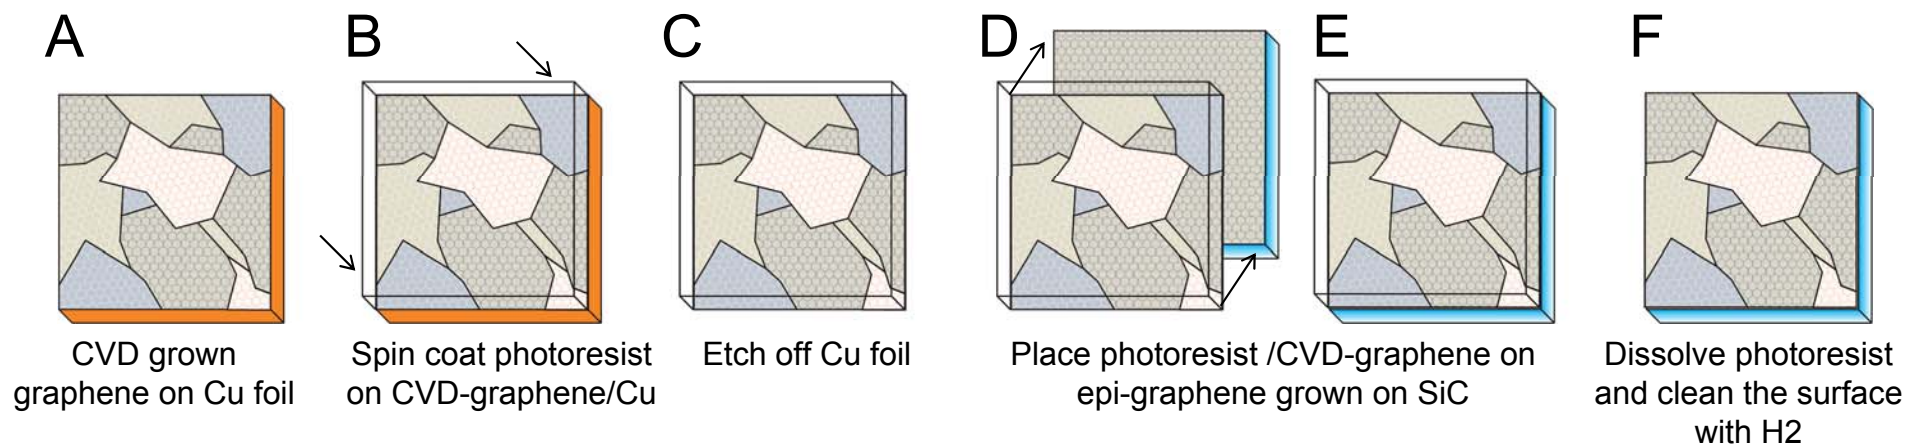 A
B
C
D
E
F
CVD grown
graphene on Cu foil
Spin coat photoresist
on CVD-graphene/Cu
Etch off Cu foil
Place photoresist /CVD-graphene on
epi-graphene grown on SiC
Dissolve photoresist
and clean the surface
with H2